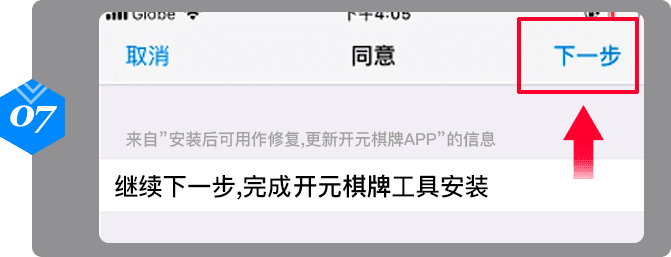 Globe 下午4:05
取消 同意 下一步
07
来自”安装后可用作修复,更新开元棋牌APP”的信息
继续下一步,完成开元棋牌工具安装